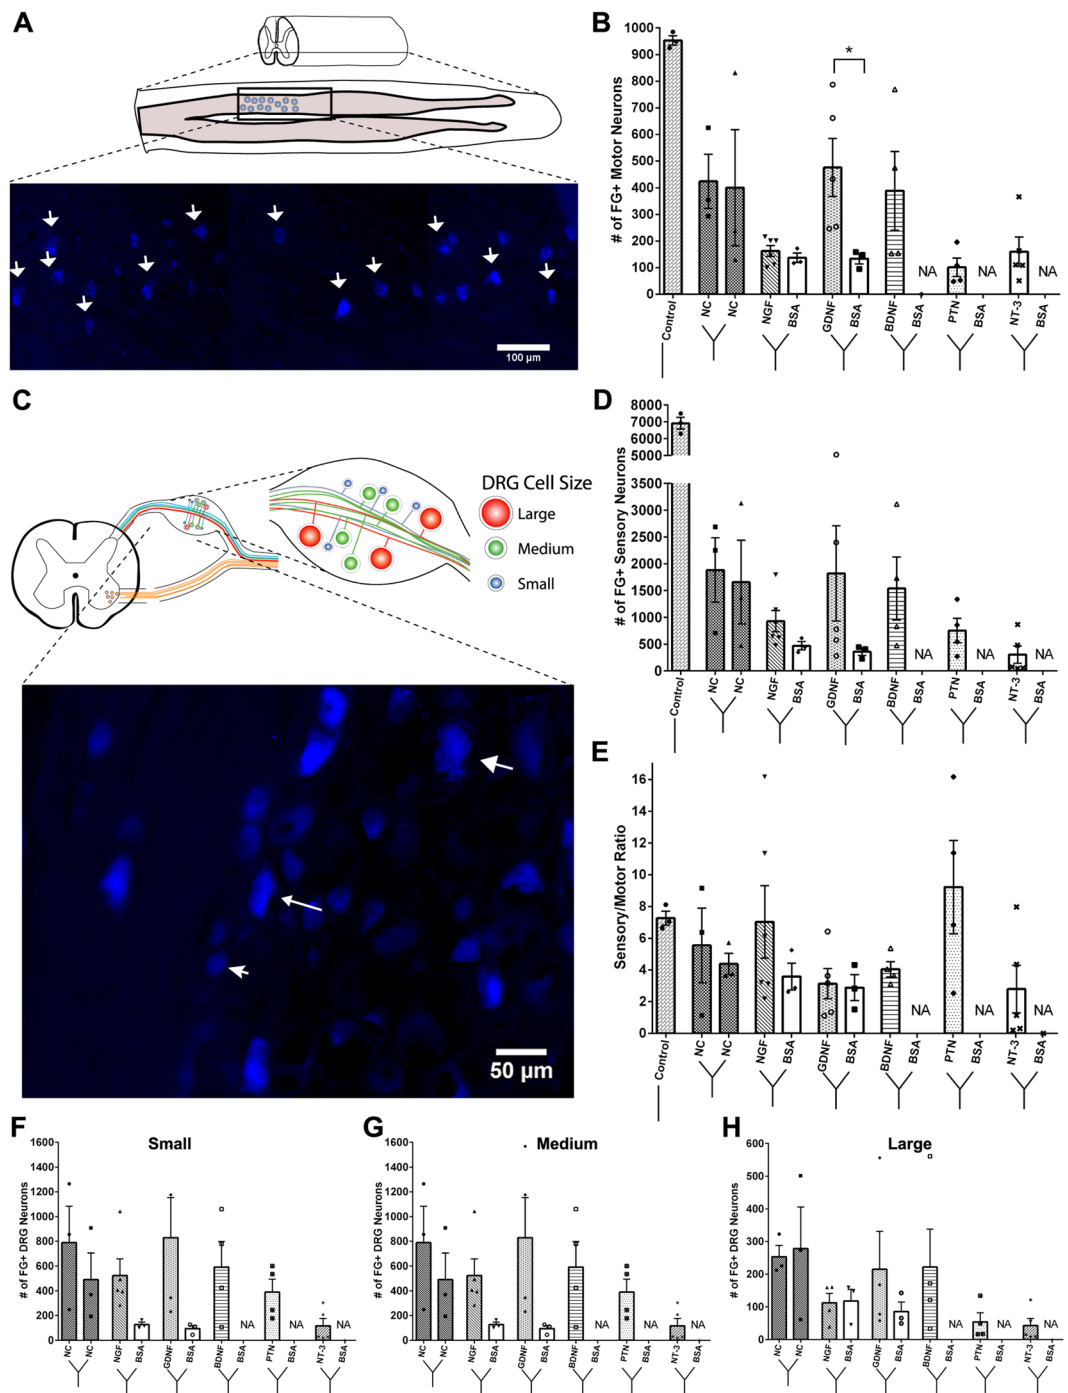 A
100 µm
B
# of FG+ Motor Neurons
1000
900
800
700
600
500
400
300
200
100
0
*
NA
NA
NA
Control
NC
NC
NGF
BSA
GDNF
BSA
BDNF
BSA
PTN
BSA
NT-3
BSA
C
DRG Cell Size
Large
Medium
Small
50 µm
D
# of FG+ Sensory Neurons
8000
7000
6000
5000
3500
3000
2500
2000
1500
1000
500
0
NA
NA
NA
Control
NC
NC
NGF
BSA
GDNF
BSA
BDNF
BSA
PTN
BSA
NT-3
BSA
E
Sensory/Motor Ratio
16
14
12
10
8
6
4
2
0
NA
NA
NA
Control
NC
NC
NGF
BSA
GDNF
BSA
BDNF
BSA
PTN
BSA
NT-3
BSA
F
Small
# of FG+ DRG Neurons
1600
1400
1200
1000
800
600
400
200
0
NA
NA
NA
NC
NC
NGF
BSA
GDNF
BSA
BDNF
BSA
PTN
BSA
NT-3
BSA
G
Medium
# of FG+ DRG Neurons
1600
1400
1200
1000
800
600
400
200
0
NA
NA
NA
NC
NC
NGF
BSA
GDNF
BSA
BDNF
BSA
PTN
BSA
NT-3
BSA
H
Large
# of FG+ DRG Neurons
600
500
400
300
200
100
0
NA
NA
NA
NC
NC
NGF
BSA
GDNF
BSA
BDNF
BSA
PTN
BSA
NT-3
BSA